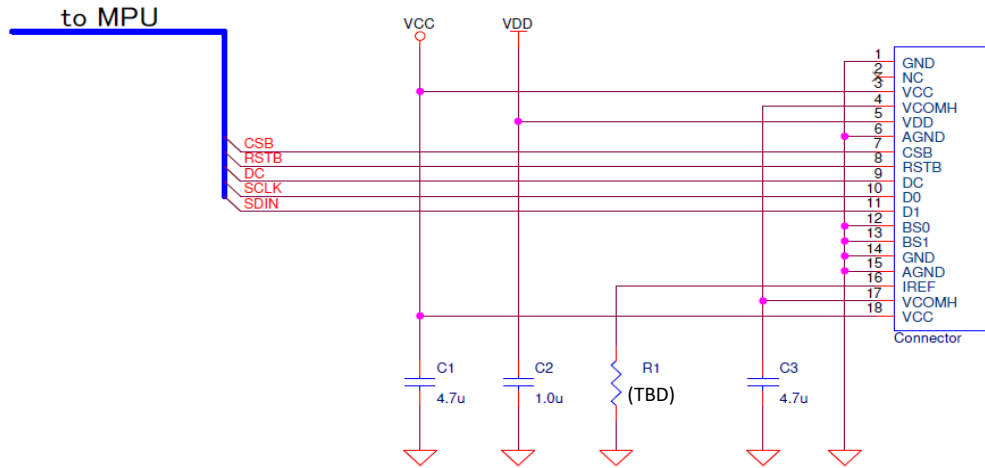 to MPU
VCC
VDD
CSB
RSTB
DC
SCLK
SDIN
1 GND
2 NC
3 VCC
4 VCOMH
5 VDD
6 AGND
7 CSB
8 RSTB
9 DC
10 D0
11 D1
12 BS0
13 BS1
14 GND
15 AGND
16 IREF
17 VCOMH
18 VCC
Connector
C1
4.7u
C2
1.0u
R1
(TBD)
C3
4.7u